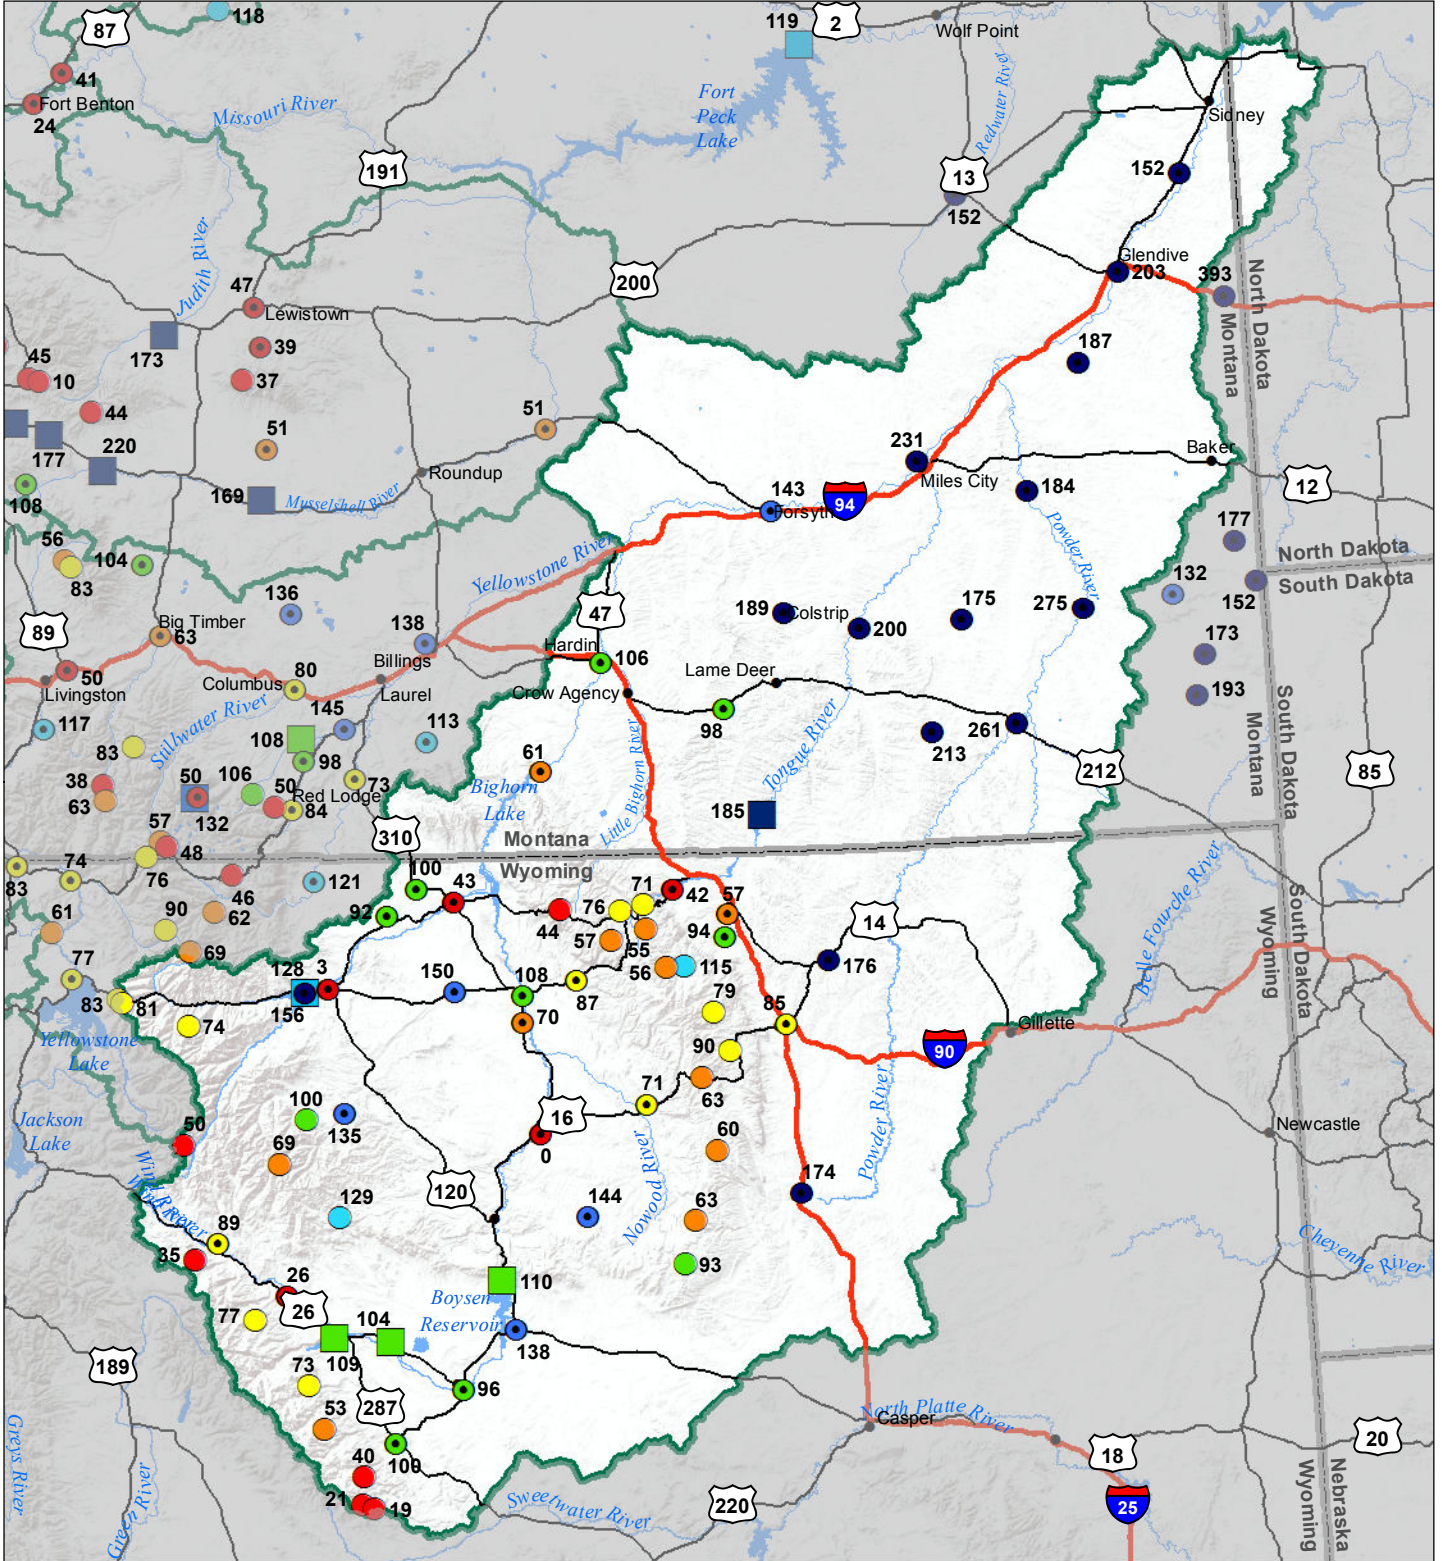 118
87
119
2
Wolf Point
41
Fort Benton
24
Missouri River
Fort
Peck
Lake
Redwater River
Sidney
191
13
152
152
Judith River
Glendive
203
393
North Dakota
Montana
200
47
Lewistown
173
39
187
45
10
37
44
51
51
231
Baker
177
220
Roundup
Miles City
184
12
108
169
Musselshell River
143
Forsyth
94
177
56
83
104
Yellowstone River
Powder River
North Dakota
South Dakota
132
152
136
47
189
Colstrip
200
175
275
89
Big Timber
63
138
Hardin
106
173
50
Livingston
Columbus
80
Billings
Laurel
Crow Agency
Lame Deer
193
117
Stillwater River
145
113
98
213
261
South Dakota
Montana
83
108
98
61
Bighorn
Lake
Little Bighorn River
Tongue River
212
85
38
63
50
132
106
50
84
Red Lodge
73
185
57
48
76
310
Montana
Wyoming
83
74
46
121
100
43
71
42
57
Belle Fourche River
South Dakota
Wyoming
61
90
62
92
44
76
57
55
94
14
69
77
128
3
150
108
87
56
115
176
83
81
156
70
79
85
74
Yellowstone
Lake
90
Gillette
90
100
135
71
63
Powder River
Jackson
Lake
50
16
0
Newcastle
69
60
Wind River
Wind River
120
174
129
144
Nowood River
63
89
35
93
Cheyenne River
26
110
26
77
Boysen
Reservoir
104
109
138
189
73
96
287
53
North Platte River
Casper
100
18
20
Greys River
40
21
19
Green River
Sweetwater River
220
25
Nebraska
Wyoming